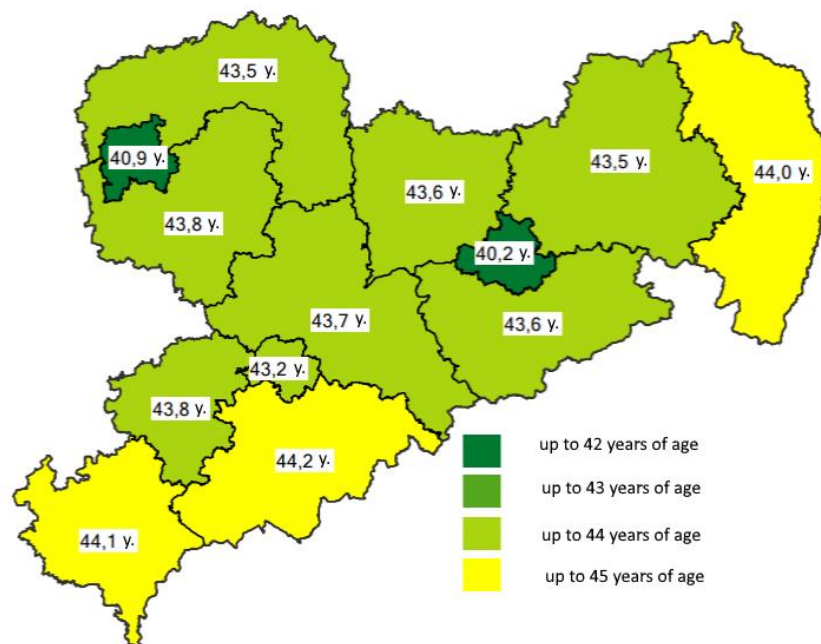 43,5 y.
40,9 y.
43,5 y.
44,0 y.
43,6 y.
43,8 y.
40,2 y.
43,7 y.
43,6 y.
43,2 y.
43,8 y.
44,2 y.
44,1 y.
up to 42 years of age
up to 43 years of age
up to 44 years of age
up to 45 years of age